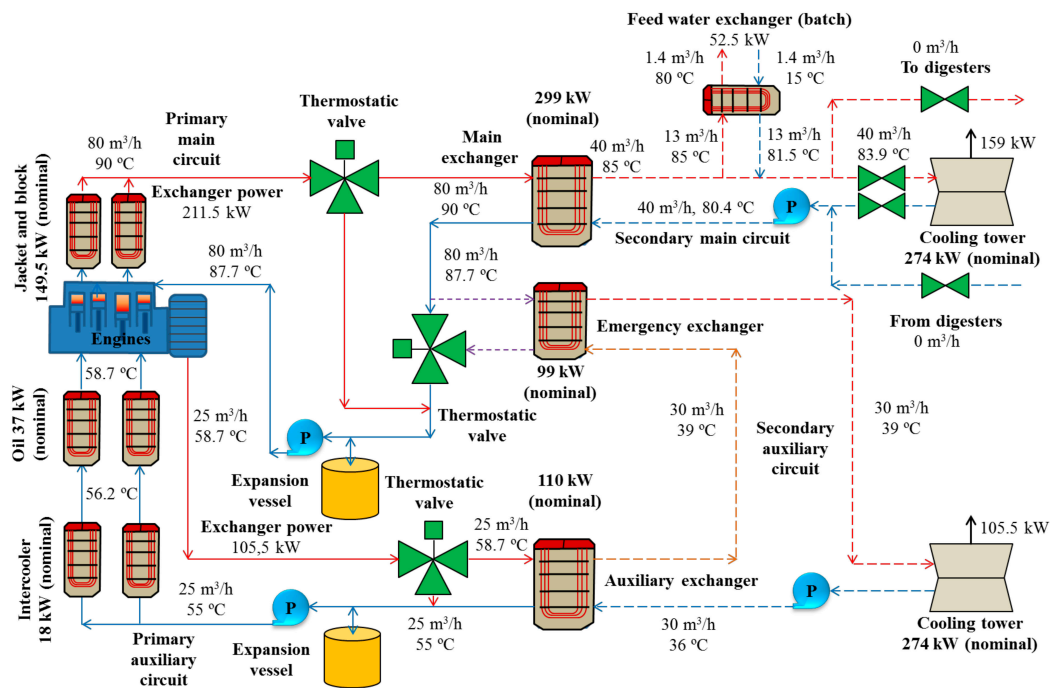 Feed water exchanger (batch)
52.5 kW
1.4 m³/h
80 ºC
1.4 m³/h
15 ºC
0 m³/h
To digesters
Thermostatic
valve
299 kW
(nominal)
Primary
main
circuit
80 m³/h
90 ºC
Main
exchanger
40 m³/h
85 ºC
13 m³/h
85 ºC
13 m³/h
81.5 ºC
40 m³/h
83.9 ºC
159 kW
Jacket and block
149.5 kW (nominal)
Exchanger power
211.5 kW
80 m³/h
90 ºC
40 m³/h, 80.4 ºC
P
Secondary main circuit
Cooling tower
274 kW (nominal)
80 m³/h
87.7 ºC
80 m³/h
87.7 ºC
Engines
Emergency exchanger
From digesters
0 m³/h
99 kW
(nominal)
58.7 ºC
Oil 37 kW
(nominal)
25 m³/h
58.7 ºC
P
Thermostatic
valve
30 m³/h
39 ºC
Secondary
auxiliary
circuit
30 m³/h
39 ºC
Expansion
vessel
Thermostatic
valve
110 kW
(nominal)
56.2 ºC
Exchanger power
105,5 kW
25 m³/h
58.7 ºC
105.5 kW
Intercooler
18 kW (nominal)
Auxiliary exchanger
25 m³/h
55 ºC
P
P
25 m³/h
55 ºC
30 m³/h
36 ºC
Primary
auxiliary
circuit
Expansion
vessel
Cooling tower
274 kW (nominal)